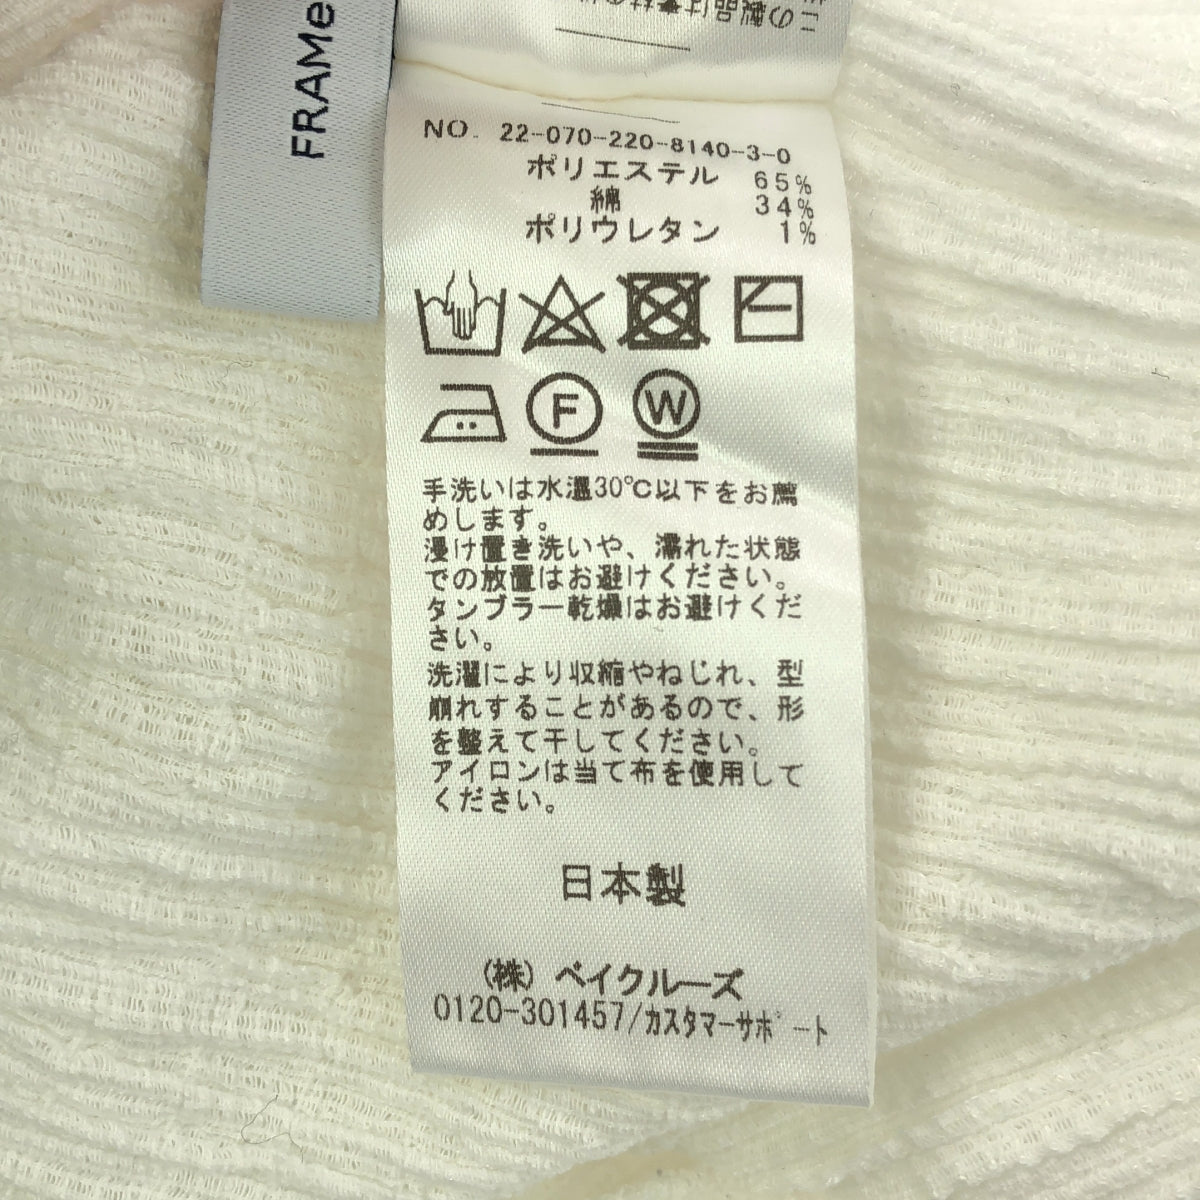 FRAMe
NO. 22-070-220-8140-3-0
ポリエステル 65%
綿 34%
ポリウレタン 1%
F W
手洗いは水温30℃以下をお薦
めします。
浸け置き洗いや、濡れた状態
での放置はお避けください。
タンブラー乾燥はお避けくだ
さい。
洗濯により収縮やねじれ、型
崩れすることがあるので、形
を整えて干してください。
アイロンは当て布を使用して
ください。
日本製
(株) ベイクルーズ
0120-301457/カスタマーサポート